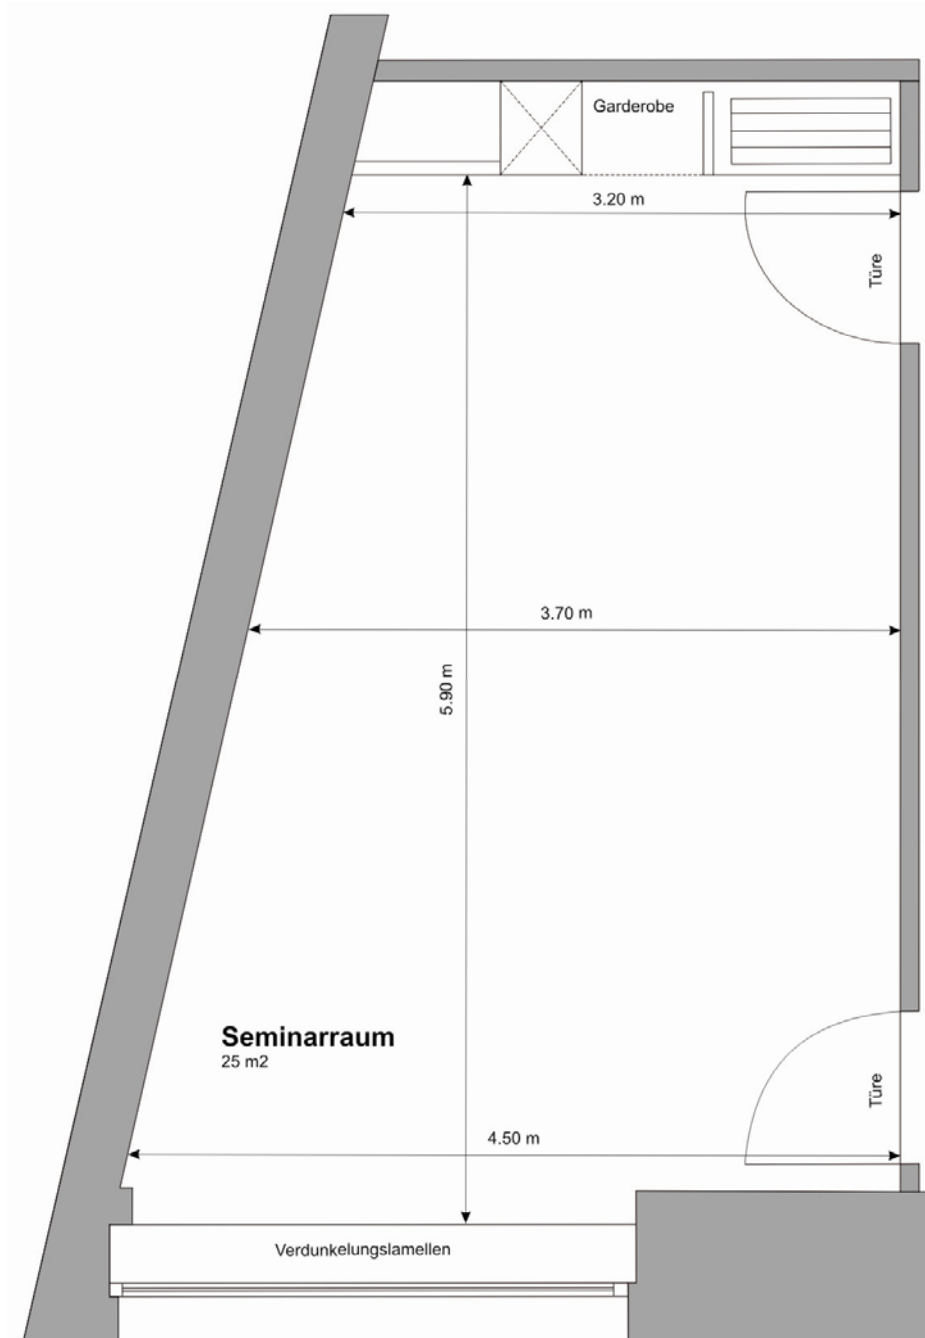 Garderobe
3.20 m
Türe
3.70 m
5.90 m
Seminarraum
25 m2
Türe
4.50 m
Verdunkelungslamellen